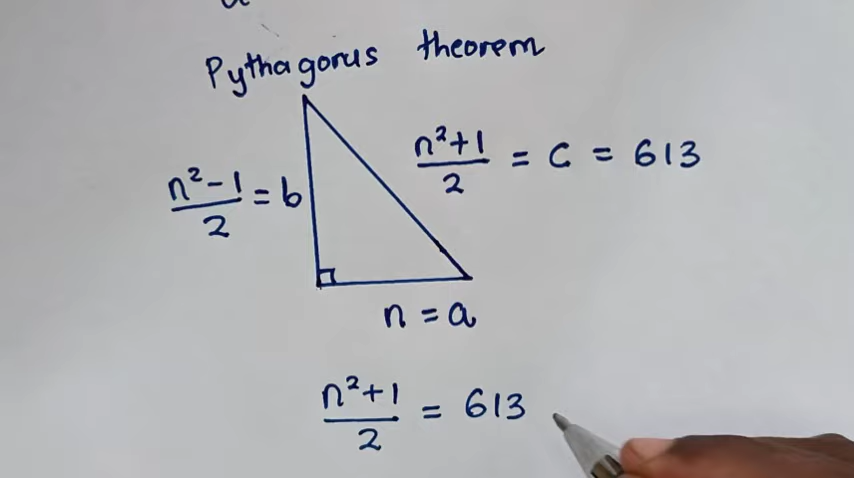 Pythagorus theorem
n²+1/2 = c = 613
n²-1/2 = b
n = a
n²+1/2 = 613